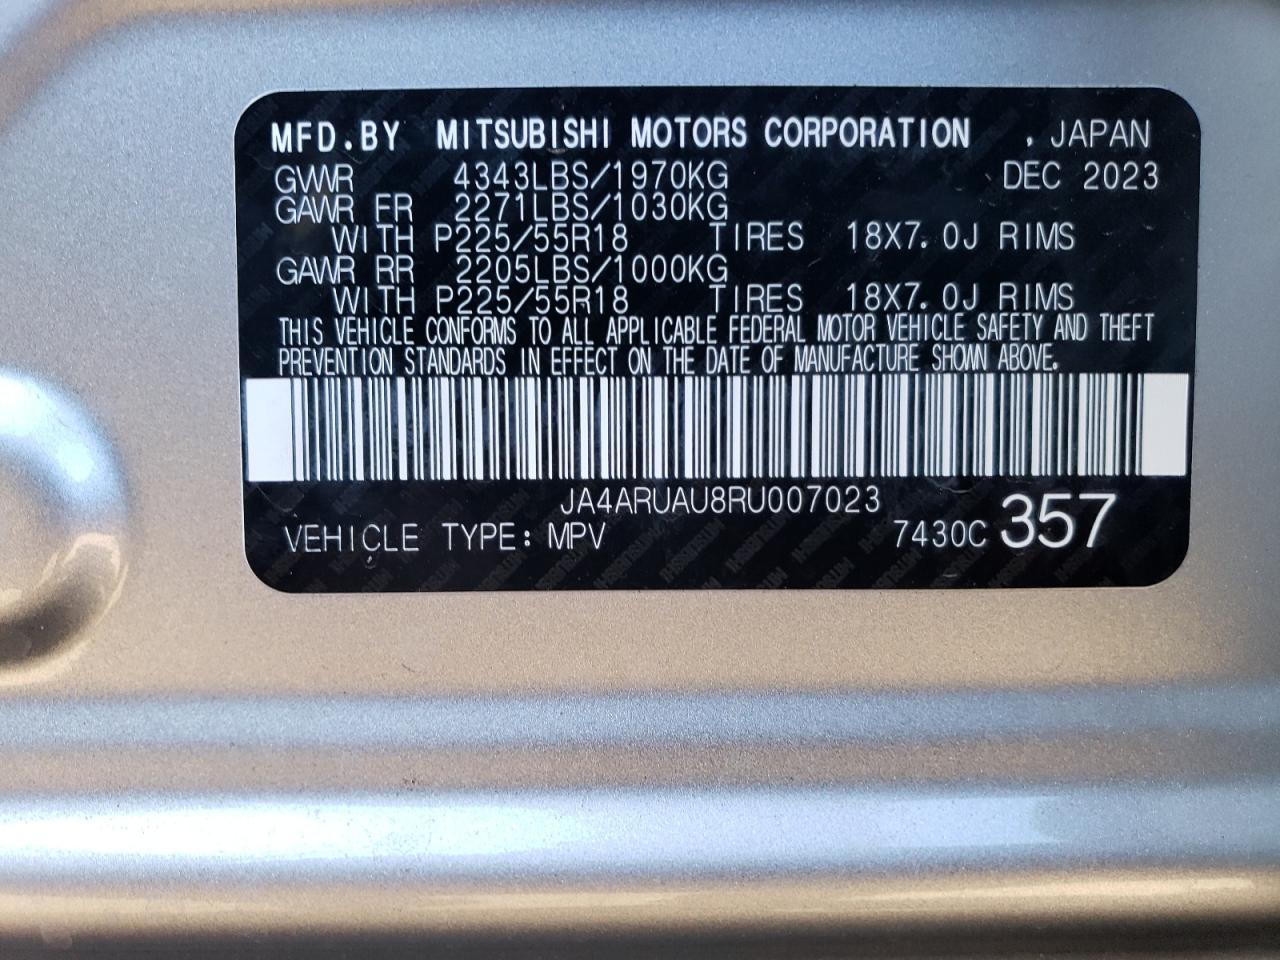 MFD.BY MITSUBISHI MOTORS CORPORATION , JAPAN
GVWR 4343LBS/1970KG DEC 2023
GAWR FR 2271LBS/1030KG
WITH P225/55R18 TIRES 18X7.0J RIMS
GAWR RR 2205LBS/1000KG
WITH P225/55R18 TIRES 18X7.0J RIMS
THIS VEHICLE CONFORMS TO ALL APPLICABLE FEDERAL MOTOR VEHICLE SAFETY AND THEFT
PREVENTION STANDARDS IN EFFECT ON THE DATE OF MANUFACTURE SHOWN ABOVE.
JA4ARUAU8RU007023
VEHICLE TYPE: MPV 7430C 357